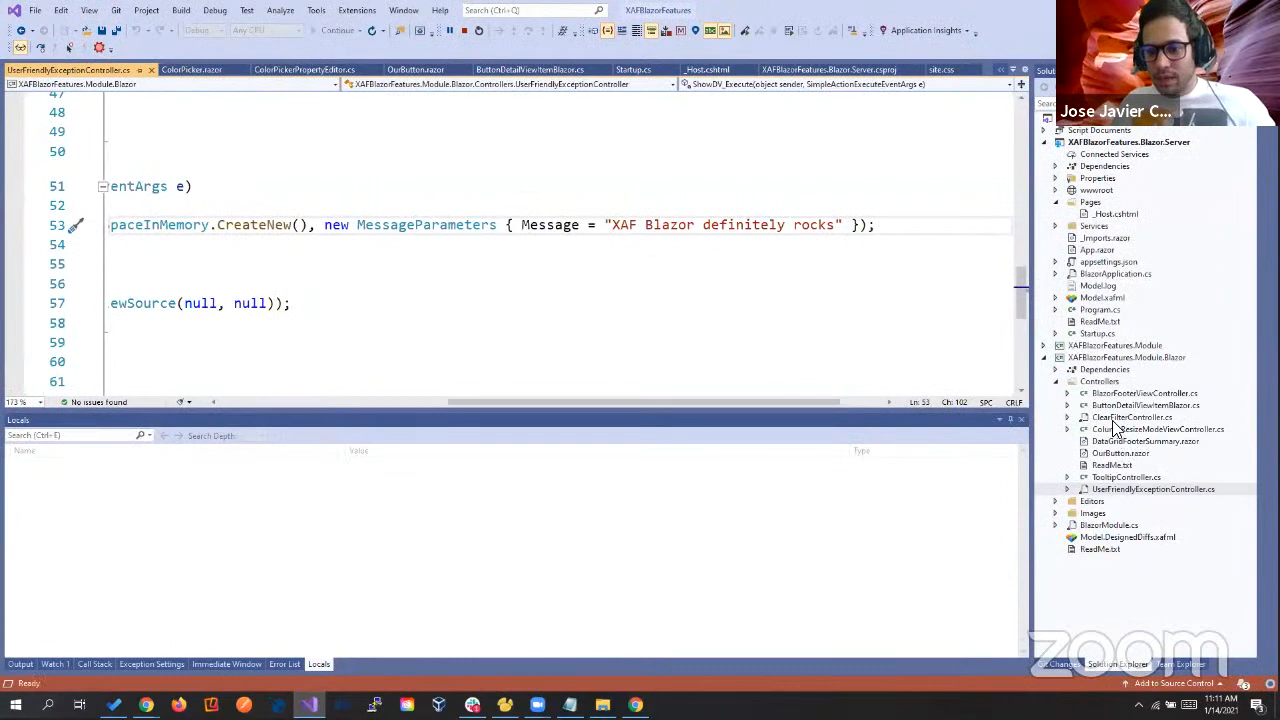 File Edit View Git Project Build Debug Test Analyze Tools Extensions Window Help Search (Ctrl+Q) XAFBlazorFeatures
Debug Any CPU Continue Application Insights
UserFriendlyExceptionController.cs ColorPicker.razor ColorPickerPropertyEditor.cs OurButton.razor ButtonDetailViewItemBlazor.cs Startup.cs _Host.cshtml XAFBlazorFeatures.Blazor.Server.csproj site.css
XAFBlazorFeatures.Module.Blazor XAFBlazorFeatures.Module.Blazor.Controllers.UserFriendlyExceptionController ShowDV_Execute(object sender, SimpleActionExecuteEventArgs e)
47
48
49
50
51 entArgs e)
52
53 paceInMemory.CreateNew(), new MessageParameters { Message = "XAF Blazor definitely rocks" });
54
55
56
57 ewSource(null, null));
58
59
60
61
173 % No issues found Ln: 53 Ch: 102 SPC CRLF
Locals
Search (Ctrl+E) Search Depth
Name Value Type
Output Watch 1 Call Stack Exception Settings Immediate Window Error List Locals
Jose Javier C...
Script Documents
XAFBlazorFeatures.Blazor.Server
Connected Services
Dependencies
Properties
wwwroot
Pages
_Host.cshtml
Services
_Imports.razor
App.razor
appsettings.json
BlazorApplication.cs
Model.log
Model.xafml
Program.cs
ReadMe.txt
Startup.cs
XAFBlazorFeatures.Module
XAFBlazorFeatures.Module.Blazor
Dependencies
Controllers
BlazorFooterViewController.cs
ButtonDetailViewItemBlazor.cs
ClearFilterController.cs
ColumnResizeModeViewController.cs
DataGridFooterSummary.razor
OurButton.razor
ReadMe.txt
TooltipController.cs
UserFriendlyExceptionController.cs
Editors
Images
BlazorModule.cs
Model.DesignedDiffs.xafml
ReadMe.txt
zoom
Git Changes Solution Explorer Team Explorer
Ready Add to Source Control
11:11 AM
1/14/2021